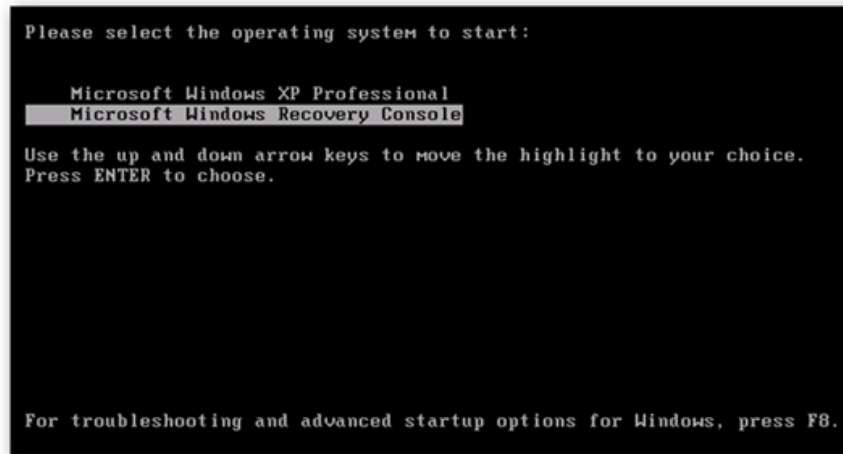 Please select the operating system to start:
Microsoft Windows XP Professional
Microsoft Windows Recovery Console
Use the up and down arrow keys to move the highlight to your choice.
Press ENTER to choose.
For troubleshooting and advanced startup options for Windows, press F8.